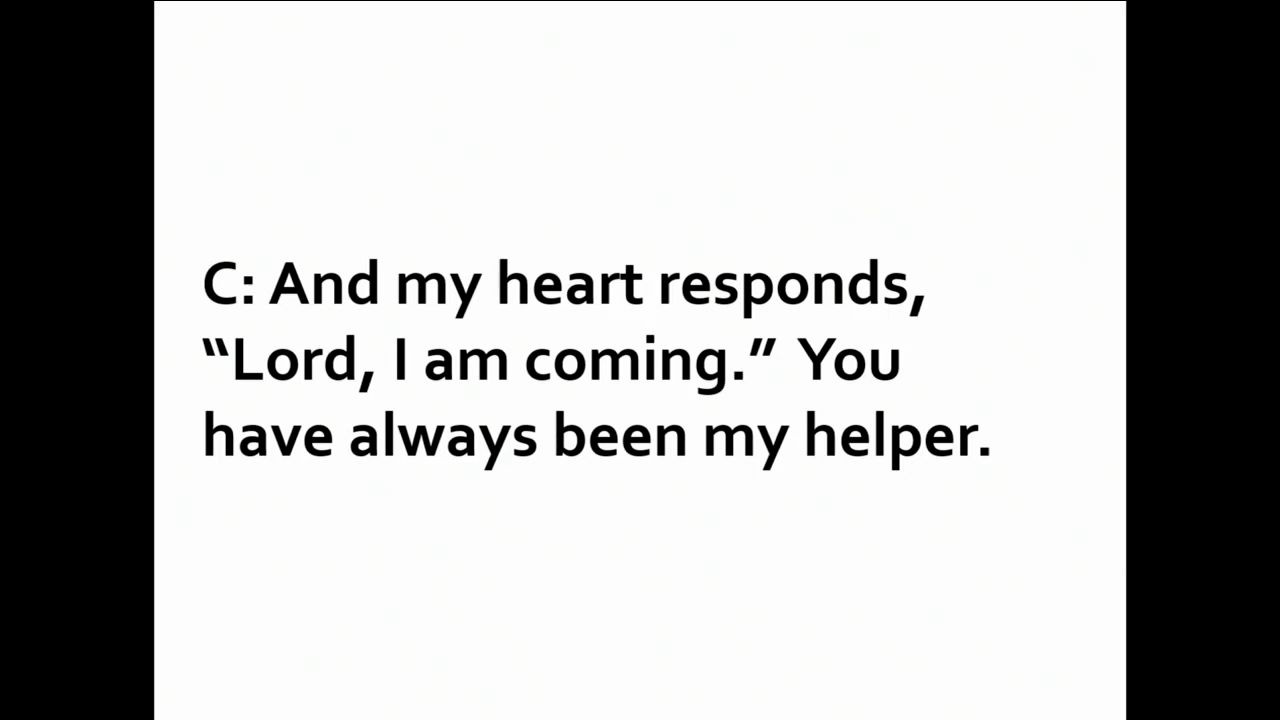 C: And my heart responds,
“Lord, I am coming.” You
have always been my helper.